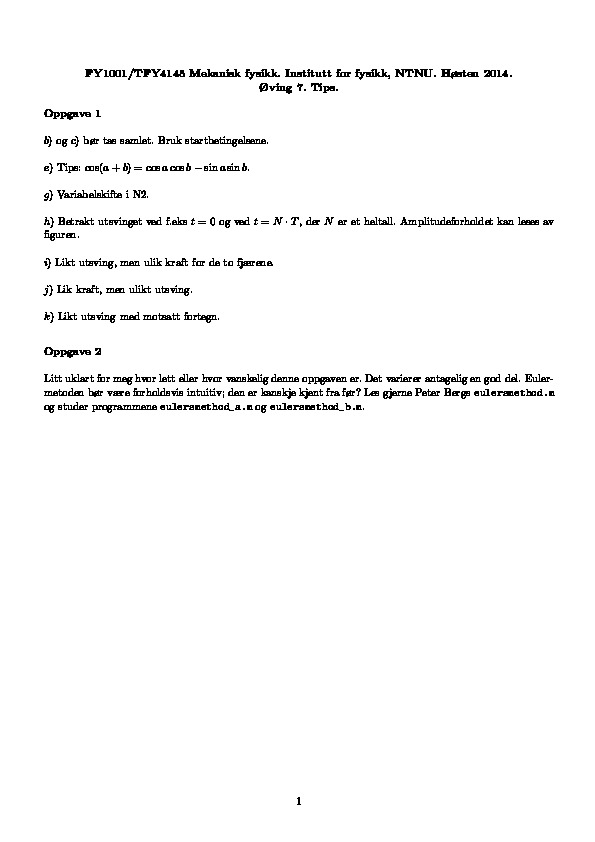 FY1001/TFY4145 Mekanisk fysikk. Institutt for fysikk, NTNU. Høsten 2014.
Øving 7. Tips.
Oppgave 1
b) og c) bør tas samlet. Bruk startbetingelsene.
e) Tips: cos(a + b) = cos a cos b − sin a sin b.
g) Variabelskifte i N2.
h) Betrakt utsvinget ved f.eks t = 0 og ved t = N · T, der N er et heltall. Amplitudeforholdet kan leses av
figuren.
i) Likt utsving, men ulik kraft for de to fjærene.
j) Lik kraft, men ulikt utsving.
k) Likt utsving med motsatt fortegn.
Oppgave 2
Litt uklart for meg hvor lett eller hvor vanskelig denne oppgaven er. Det varierer antagelig en god del. Euler-
metoden bør være forholdsvis intuitiv; den er kanskje kjent fra før? Les gjerne Peter Bergs eulersmethod.m
og studer programmene eulersmethod_a.m og eulersmethod_b.m.
1